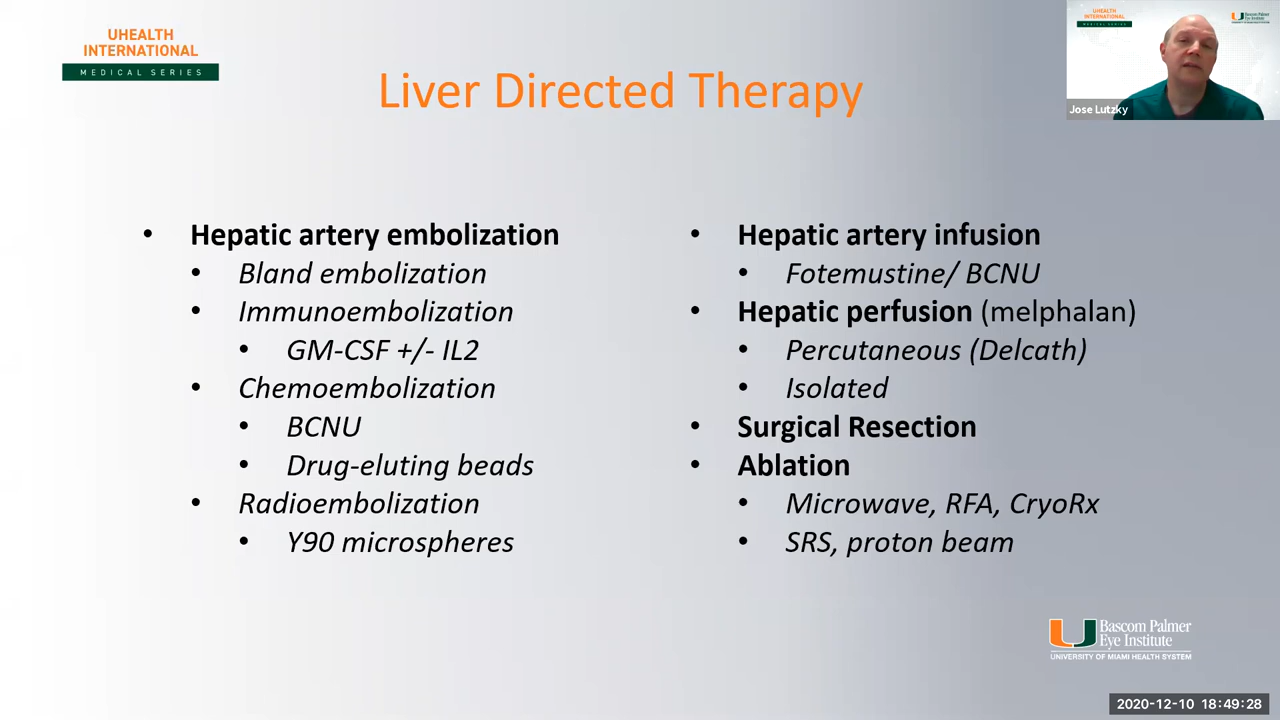 UHEALTH
INTERNATIONAL
MEDICAL SERIES
Liver Directed Therapy
UHEALTH
INTERNATIONAL
Jose Lutzky
• Hepatic artery embolization
• Bland embolization
• Immunoembolization
• GM-CSF +/- IL2
• Chemoembolization
• BCNU
• Drug-eluting beads
• Radioembolization
• Y90 microspheres
• Hepatic artery infusion
• Fotemustine/ BCNU
• Hepatic perfusion (melphalan)
• Percutaneous (Delcath)
• Isolated
• Surgical Resection
• Ablation
• Microwave, RFA, CryoRx
• SRS, proton beam
Bascom Palmer
Eye Institute
UNIVERSITY OF MIAMI HEALTH SYSTEM
2020-12-10 18:49:28